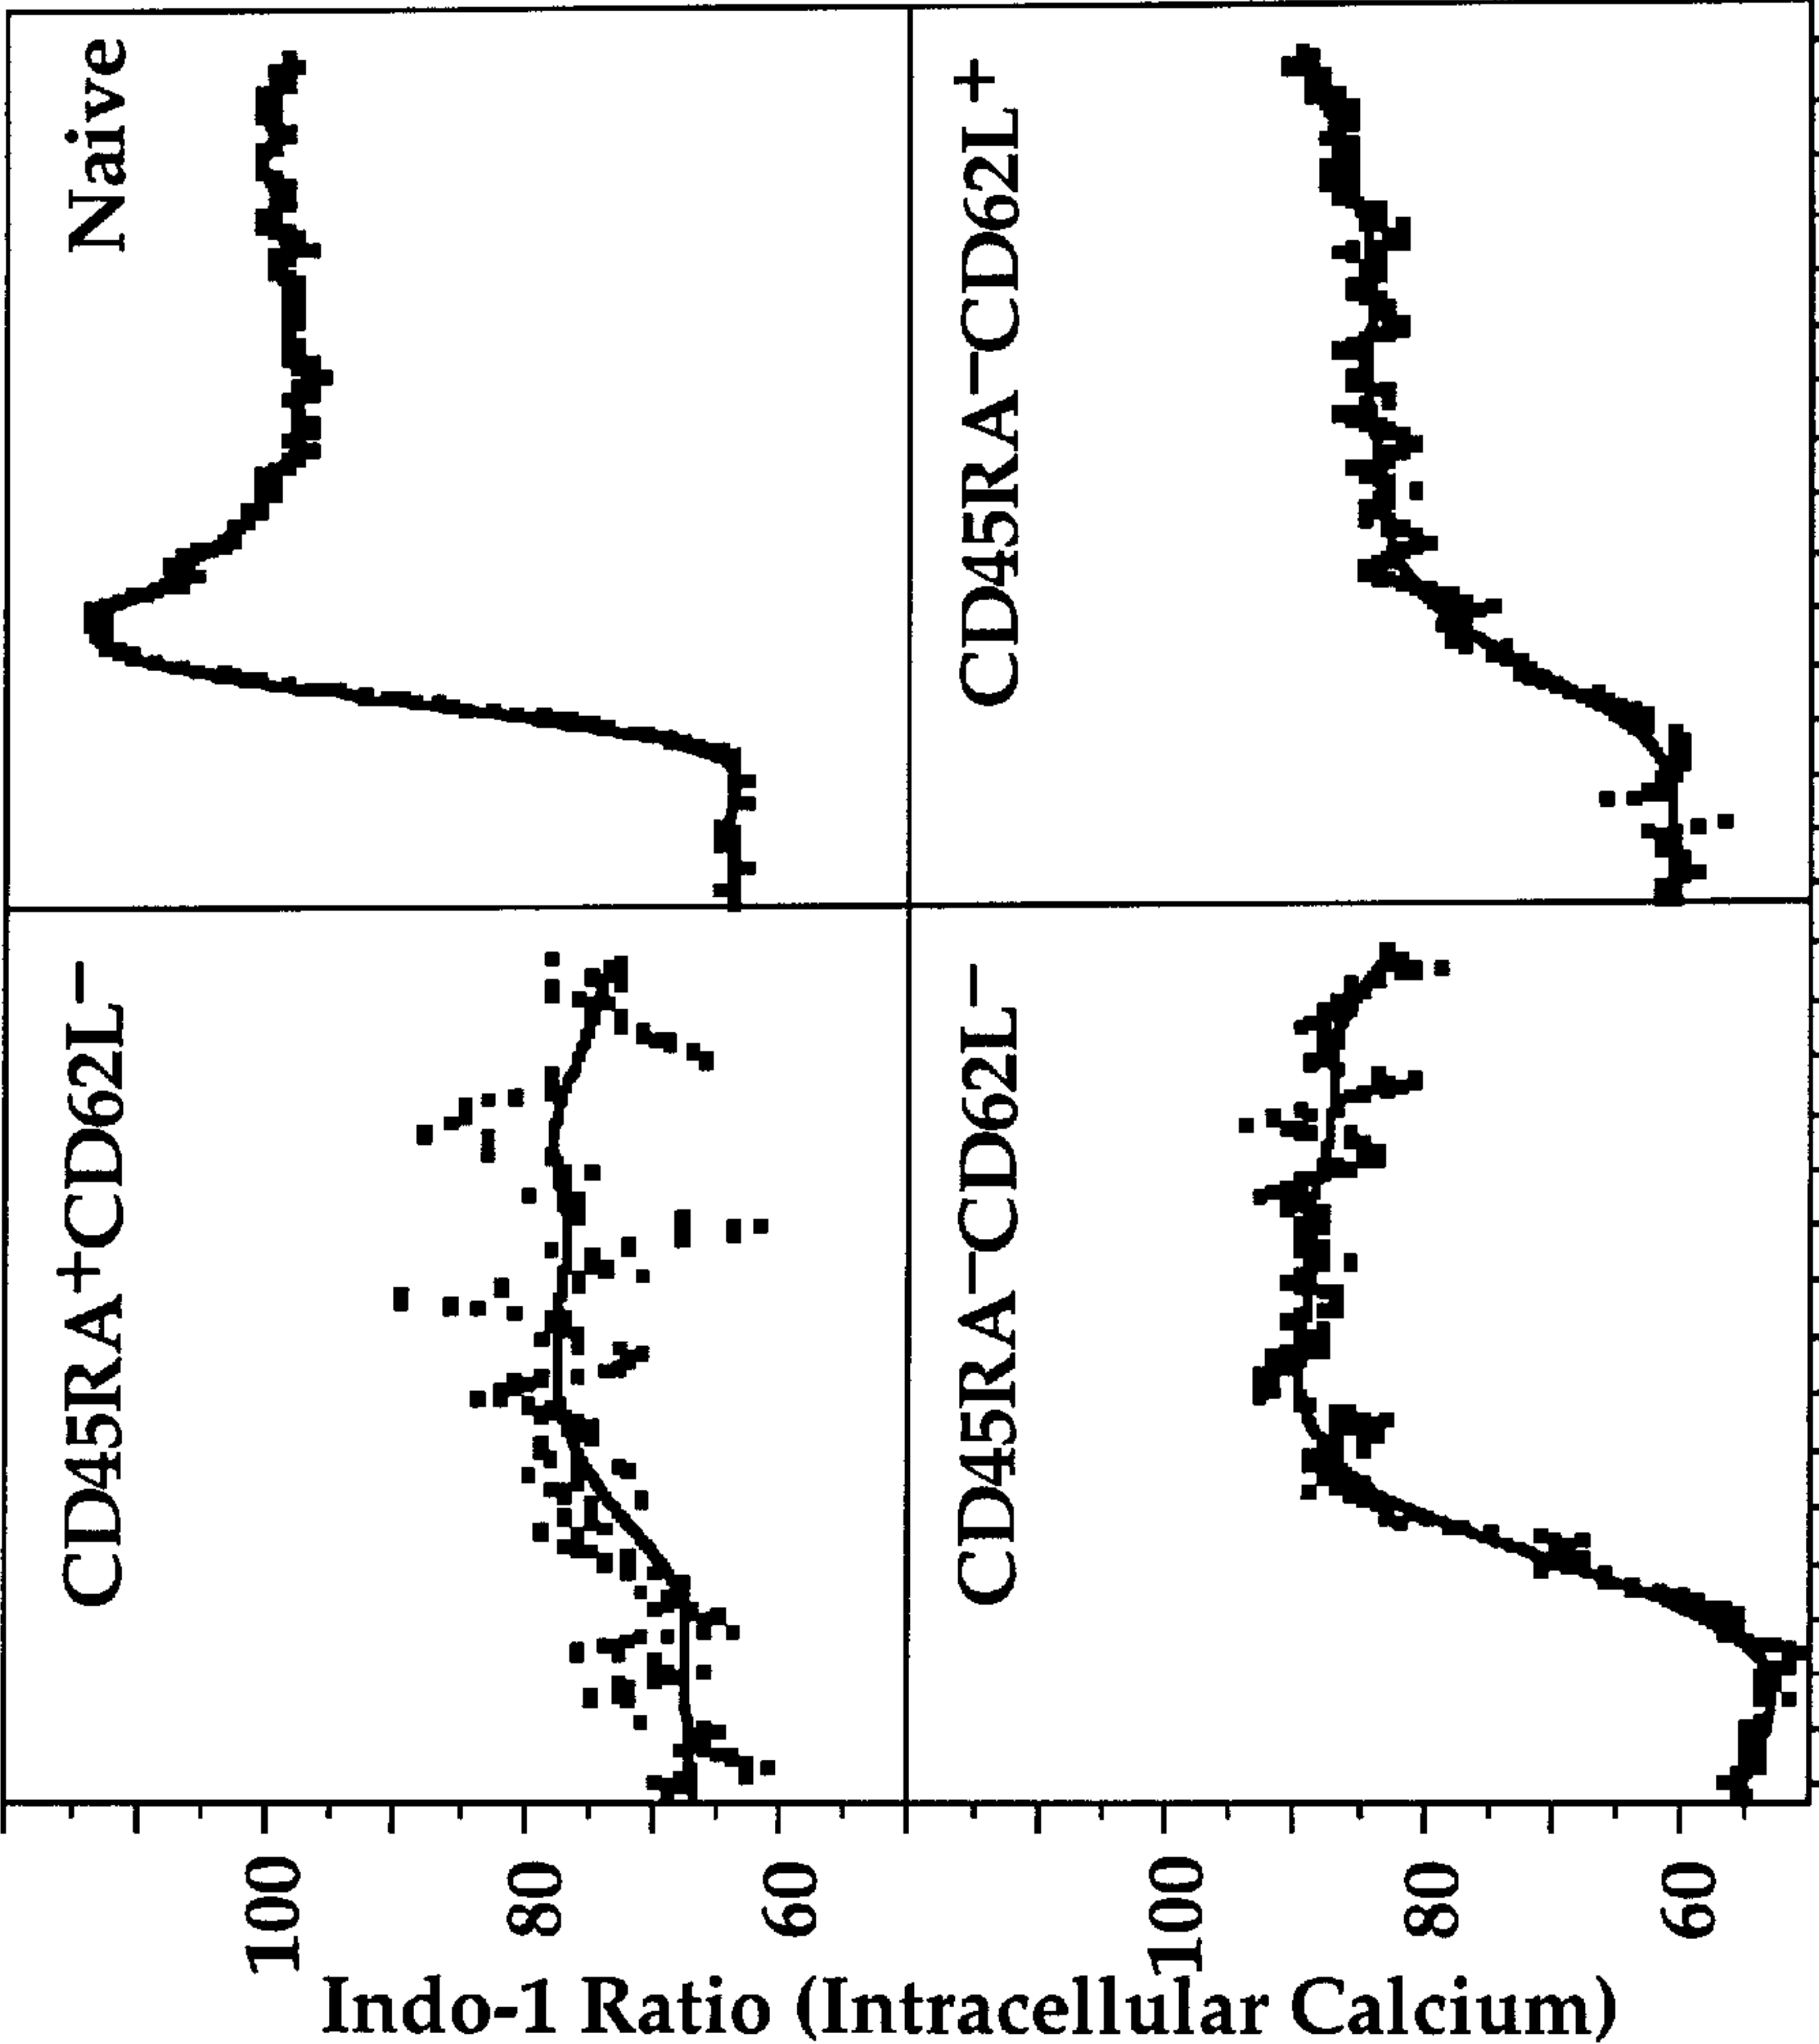 CD45RA+CD62L−
Naive
100
80
60
CD45RA−CD62L−
CD45RA−CD62L+
100
80
60
Indo-1 Ratio (Intracellular Calcium)